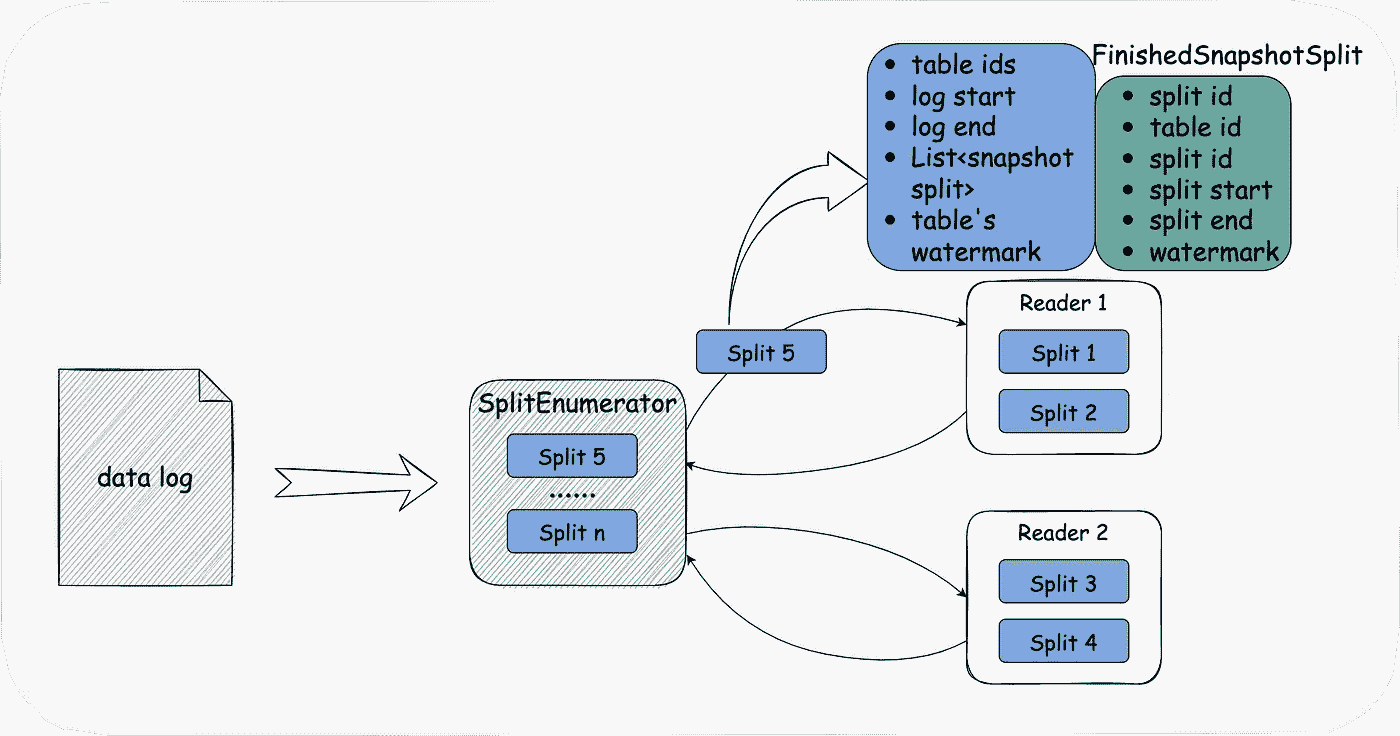 • table ids
• log start
• log end
• List<snapshot
split>
• table's
watermark
FinishedSnapshotSplit
• split id
• table id
• split id
• split start
• split end
• watermark
Reader 1
Split 1
Split 2
Split 5
data log
SplitEnumerator
Split 5
......
Split n
Reader 2
Split 3
Split 4